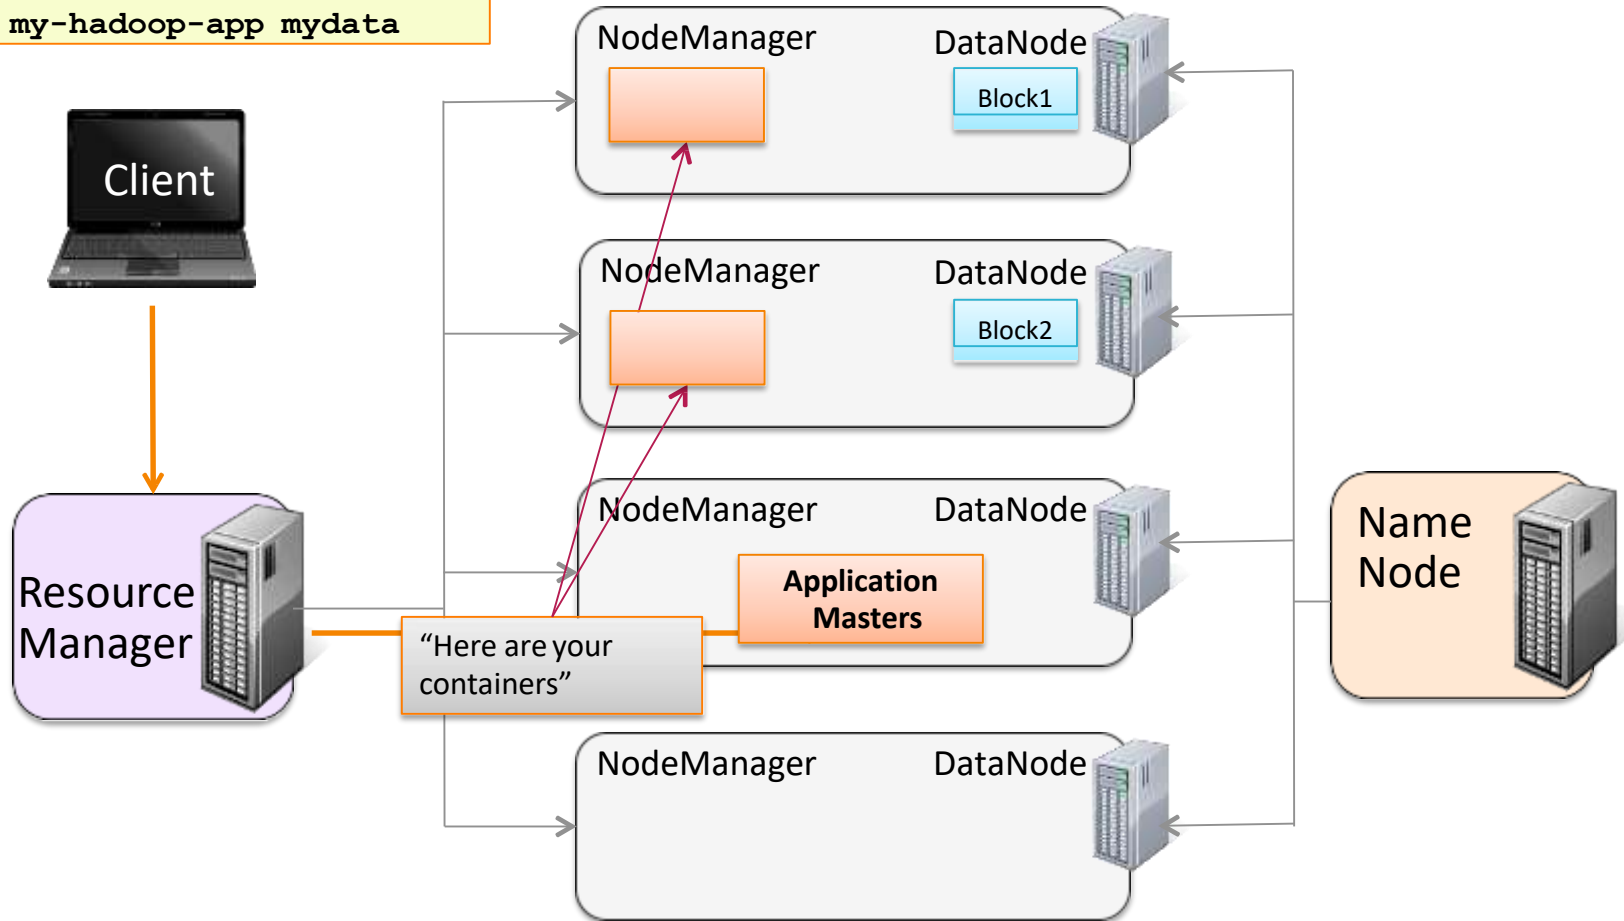 my-hadoop-app mydata
Client
NodeManager
DataNode
Block1
NodeManager
DataNode
Block2
NodeManager
DataNode
Application
Masters
Resource
Manager
“Here are your
containers”
Name
Node
NodeManager
DataNode